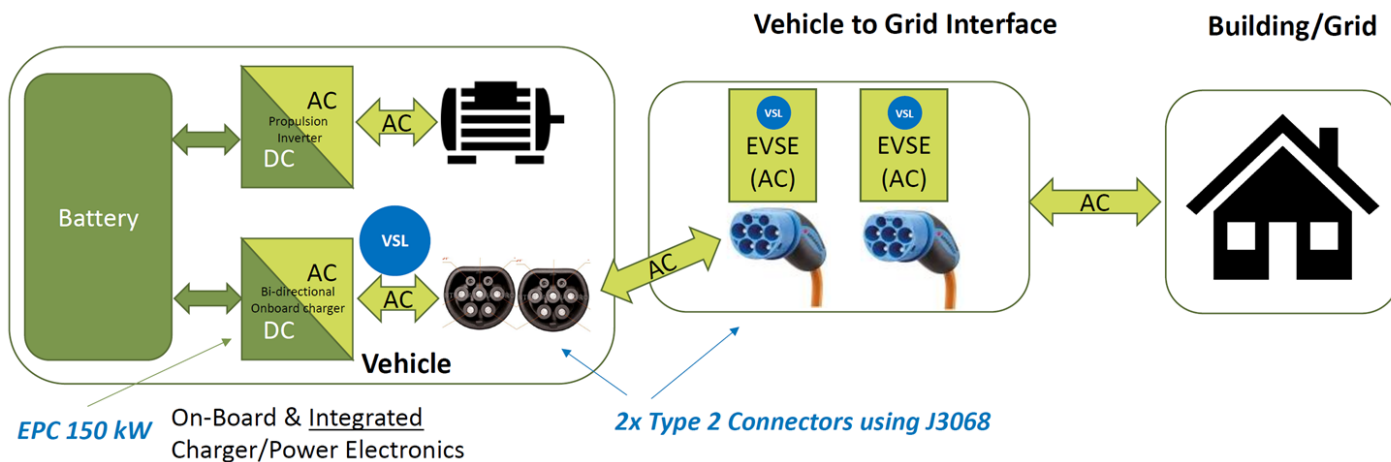 Vehicle to Grid Interface
Building/Grid
Battery
AC
Propulsion
Inverter
DC
AC
VSL
AC
Bi-directional
Onboard charger
DC
AC
Vehicle
AC
VSL
EVSE
(AC)
VSL
EVSE
(AC)
AC
EPC 150 kW
On-Board & Integrated
Charger/Power Electronics
2x Type 2 Connectors using J3068